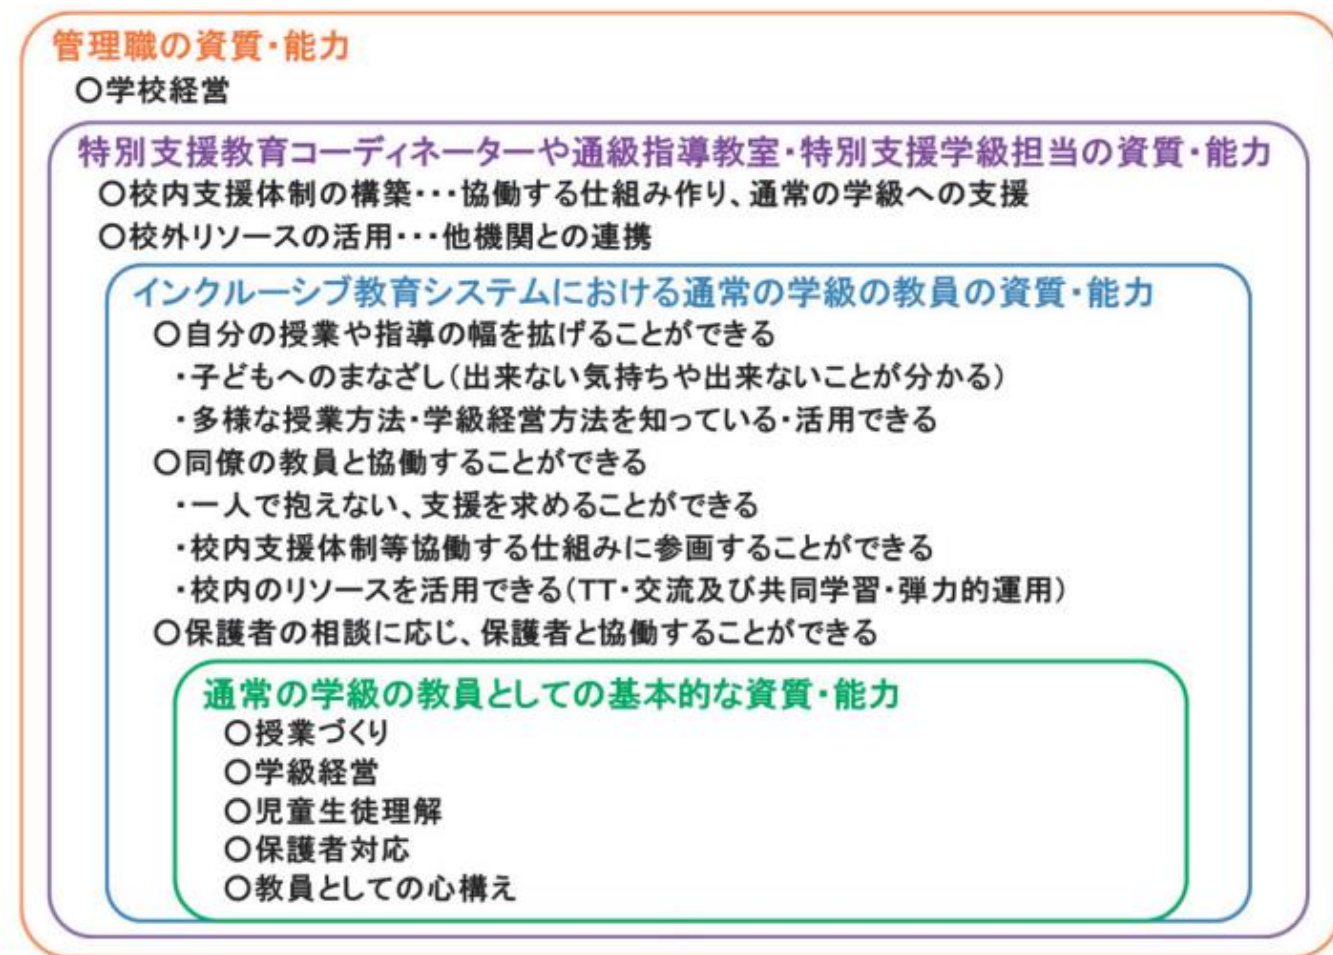 管理職の資質・能力
〇学校経営
特別支援教育コーディネーターや通級指導教室・特別支援学級担当の資質・能力
〇校内支援体制の構築・・・協働する仕組み作り、通常の学級への支援
〇校外リソースの活用・・・他機関との連携
インクルーシブ教育システムにおける通常の学級の教員の資質・能力
〇自分の授業や指導の幅を拡げることができる
・子どもへのまなざし(出来ない気持ちや出来ないことが分かる)
・多様な授業方法・学級経営方法を知っている・活用できる
〇同僚の教員と協働することができる
・一人で抱えない、支援を求めることができる
・校内支援体制等協働する仕組みに参画することができる
・校内のリソースを活用できる(TT・交流及び共同学習・弾力的運用)
〇保護者の相談に応じ、保護者と協働することができる
通常の学級の教員としての基本的な資質・能力
〇授業づくり
〇学級経営
〇児童生徒理解
〇保護者対応
〇教員としての心構え